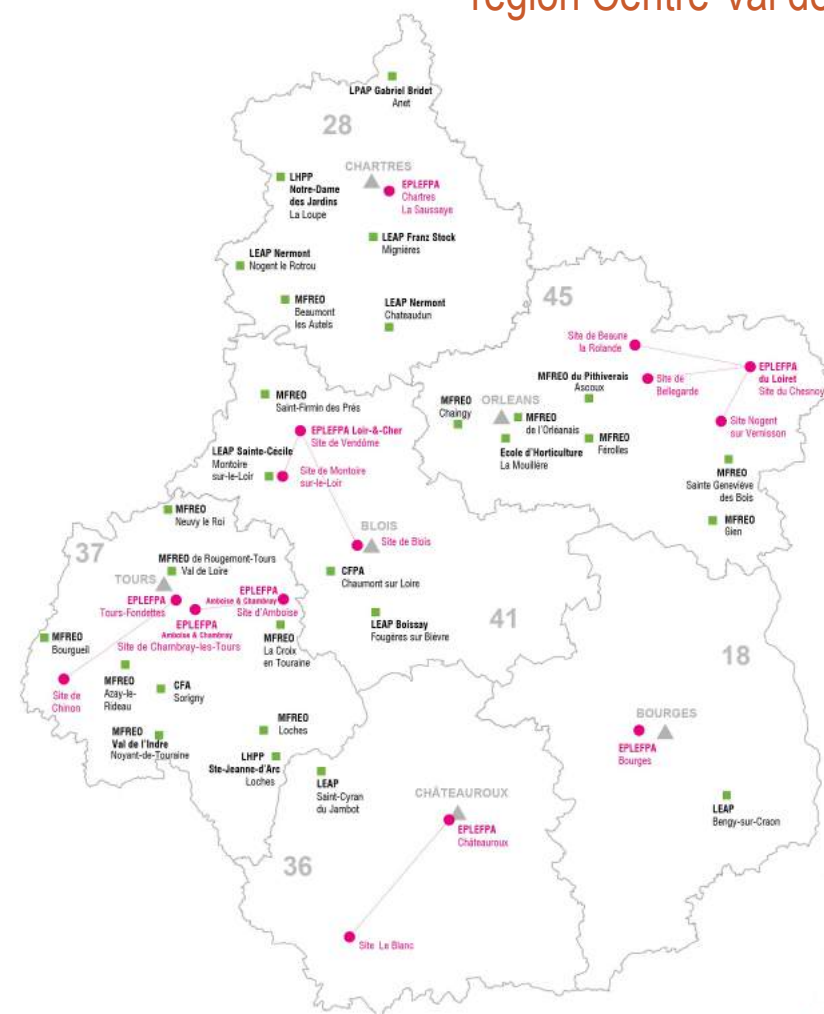 région Centre-Val de
LPAP Gabriel Bridet
Anet
28
CHARTRES
LHPP
Notre-Dame
des Jardins
La Loupe
EPLEFPA
Chartres
La Saussaye
LEAP Franz Stock
Mignières
LEAP Nermont
Nogent le Rotrou
MFREO
Beaumont
les Autels
LEAP Nermont
Chateaudun
45
Site de Beaune
la Rolande
EPLEFPA
du Loiret
Site du Chesnoy
MFREO du Pithiverais
Ascoux
Site de
Bellegarde
MFREO
Chaingy
ORLEANS
MFREO
de l'Orléanais
Ecole d'Horticulture
La Mouillère
MFREO
Férolles
Site Nogent
sur Vernisson
MFREO
Sainte Geneviève
des Bois
MFREO
Gien
MFREO
Saint-Firmin des Prés
EPLEFPA Loir-&-Cher
Site de Vendôme
LEAP Sainte-Cécile
Montoire
sur-le-Loir
Site de Montoire
sur-le-Loir
BLOIS
Site de Blois
CFPA
Chaumont sur Loire
LEAP Boissay
Fougères sur Bièvre
41
MFREO
Neuvy le Roi
37
MFREO de Rougemont-Tours
Val de Loire
TOURS
EPLEFPA
Tours-Fondettes
EPLEFPA
Amboise & Chambray
Site d'Amboise
EPLEFPA
Amboise & Chambray
Site de Chambray-les-Tours
MFREO
Bourgueil
MFREO
La Croix
en Touraine
Site de
Chinon
MFREO
Azay-le-
Rideau
CFA
Sorigny
MFREO
Val de l'Indre
Noyant-de-Touraine
MFREO
Loches
LHPP
Ste-Jeanne-d'Arc
Loches
18
BOURGES
EPLEFPA
Bourges
LEAP
Bengy-sur-Craon
LEAP
Saint-Cyran
du Jambot
CHÂTEAUROUX
EPLEFPA
Châteauroux
36
Site Le Blanc